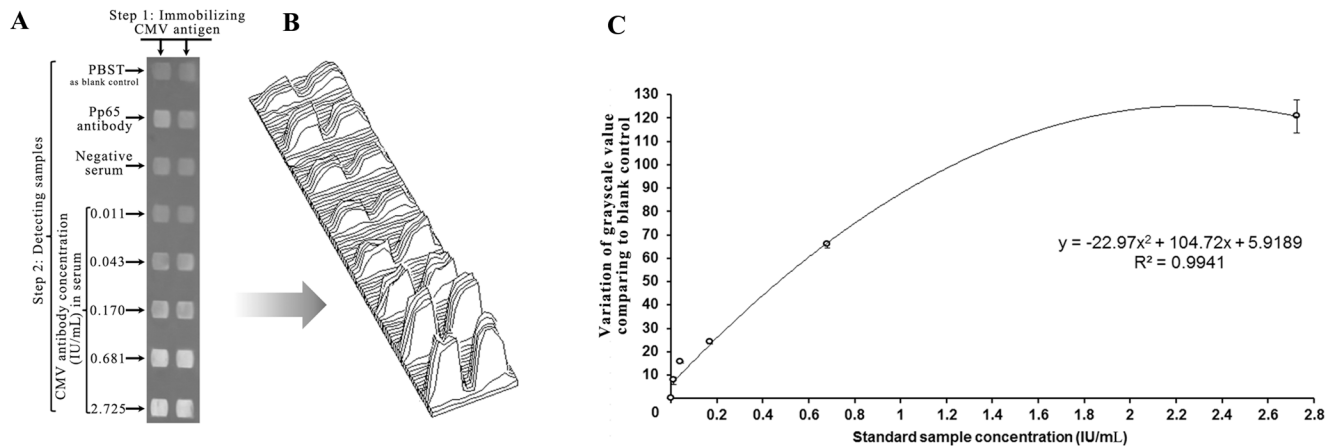 A
Step 1: Immobilizing
CMV antigen
B
C
Step 2: Detecting samples
PBST
as blank control
Pp65
antibody
Negative
serum
CMV antibody concentration
(IU/mL) in serum
0.011
0.043
0.170
0.681
2.725
Variation of grayscale value
comparing to blank control
130
120
110
100
90
80
70
60
50
40
30
20
10
0
y = -22.97x² + 104.72x + 5.9189
R² = 0.9941
0 0.2 0.4 0.6 0.8 1 1.2 1.4 1.6 1.8 2 2.2 2.4 2.6 2.8
Standard sample concentration (IU/mL)